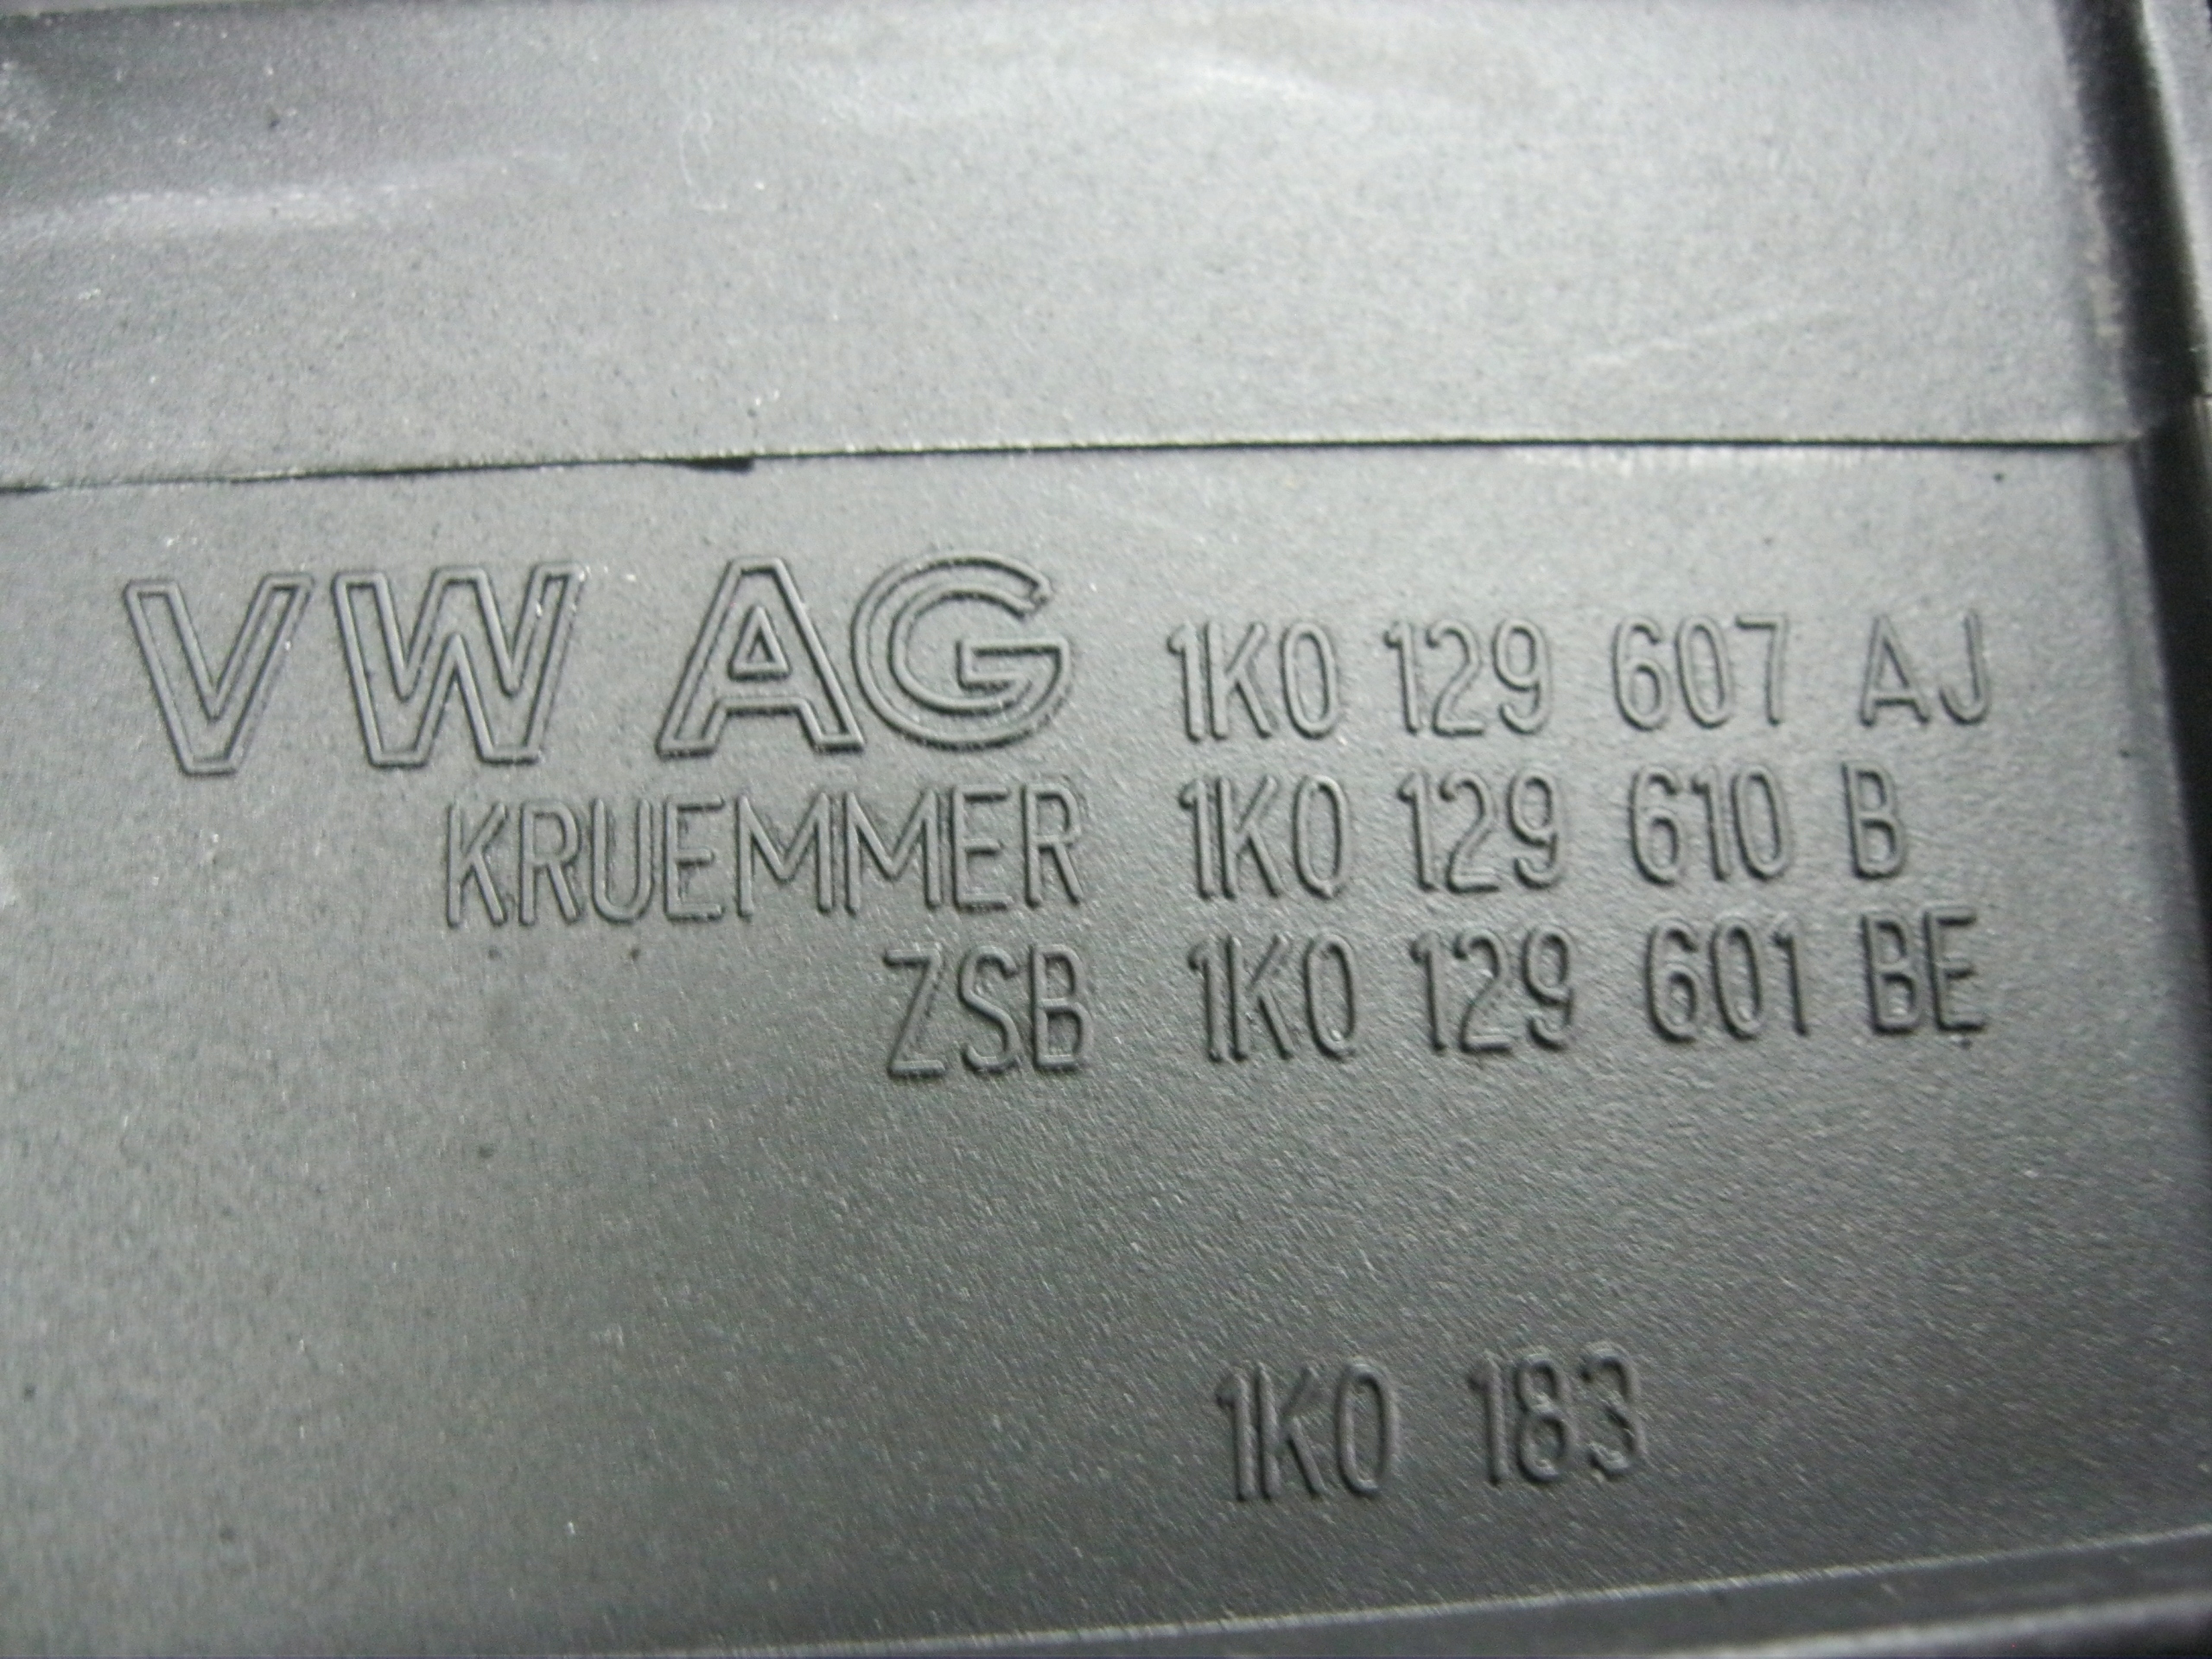 VW AG 1K0 129 607 AJ
KRUEMMER 1K0 129 610 B
ZSB 1K0 129 601 BE
1K0 183